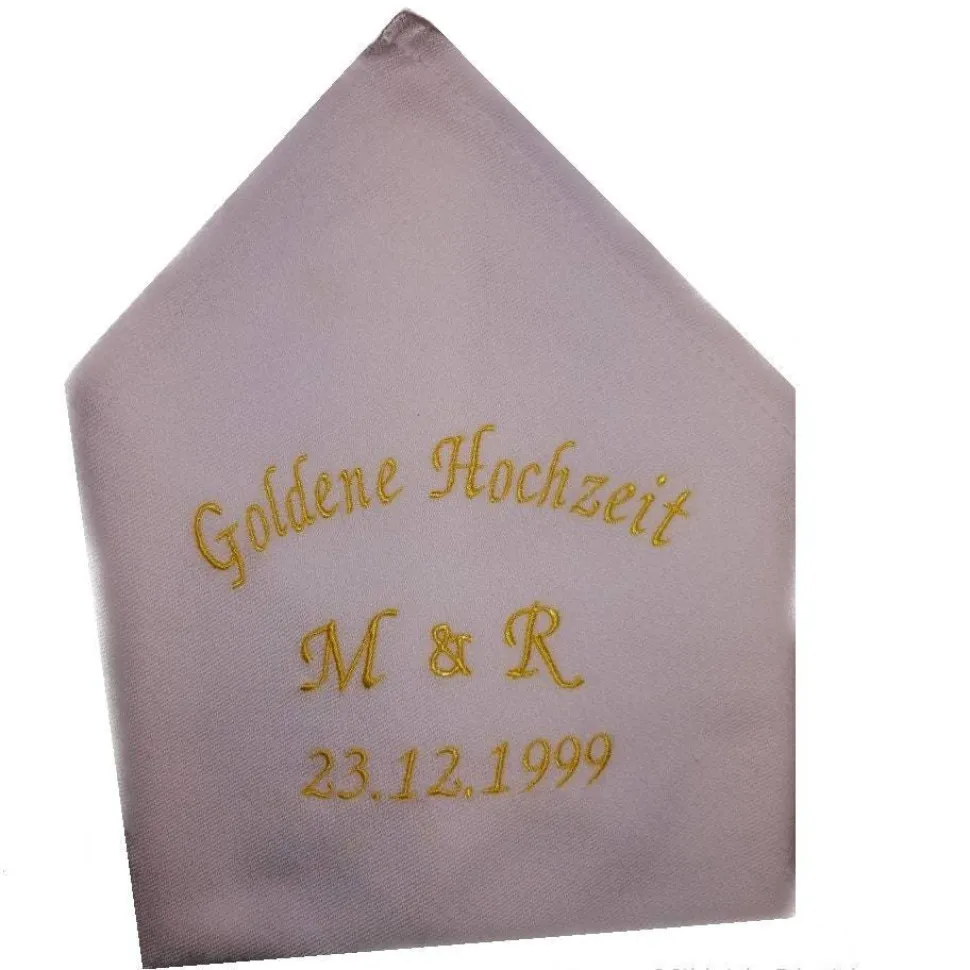 Goldene Hochzeit
M & R
23.12.1999